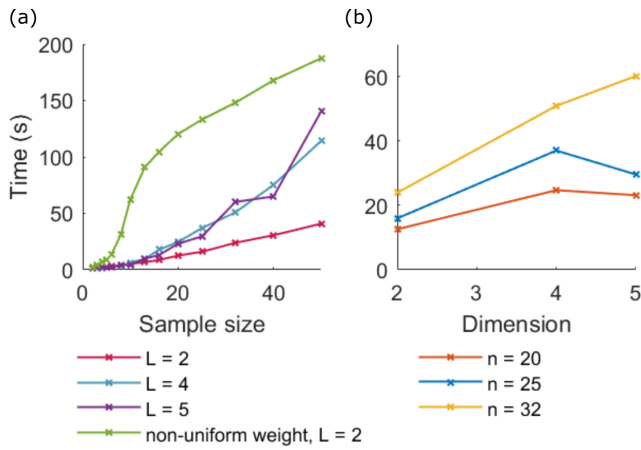 (a)
(b)
200
150
100
50
0
Time (s)
0
20
40
Sample size
60
40
20
0
2
3
4
5
Dimension
L = 2
L = 4
L = 5
non-uniform weight, L = 2
n = 20
n = 25
n = 32